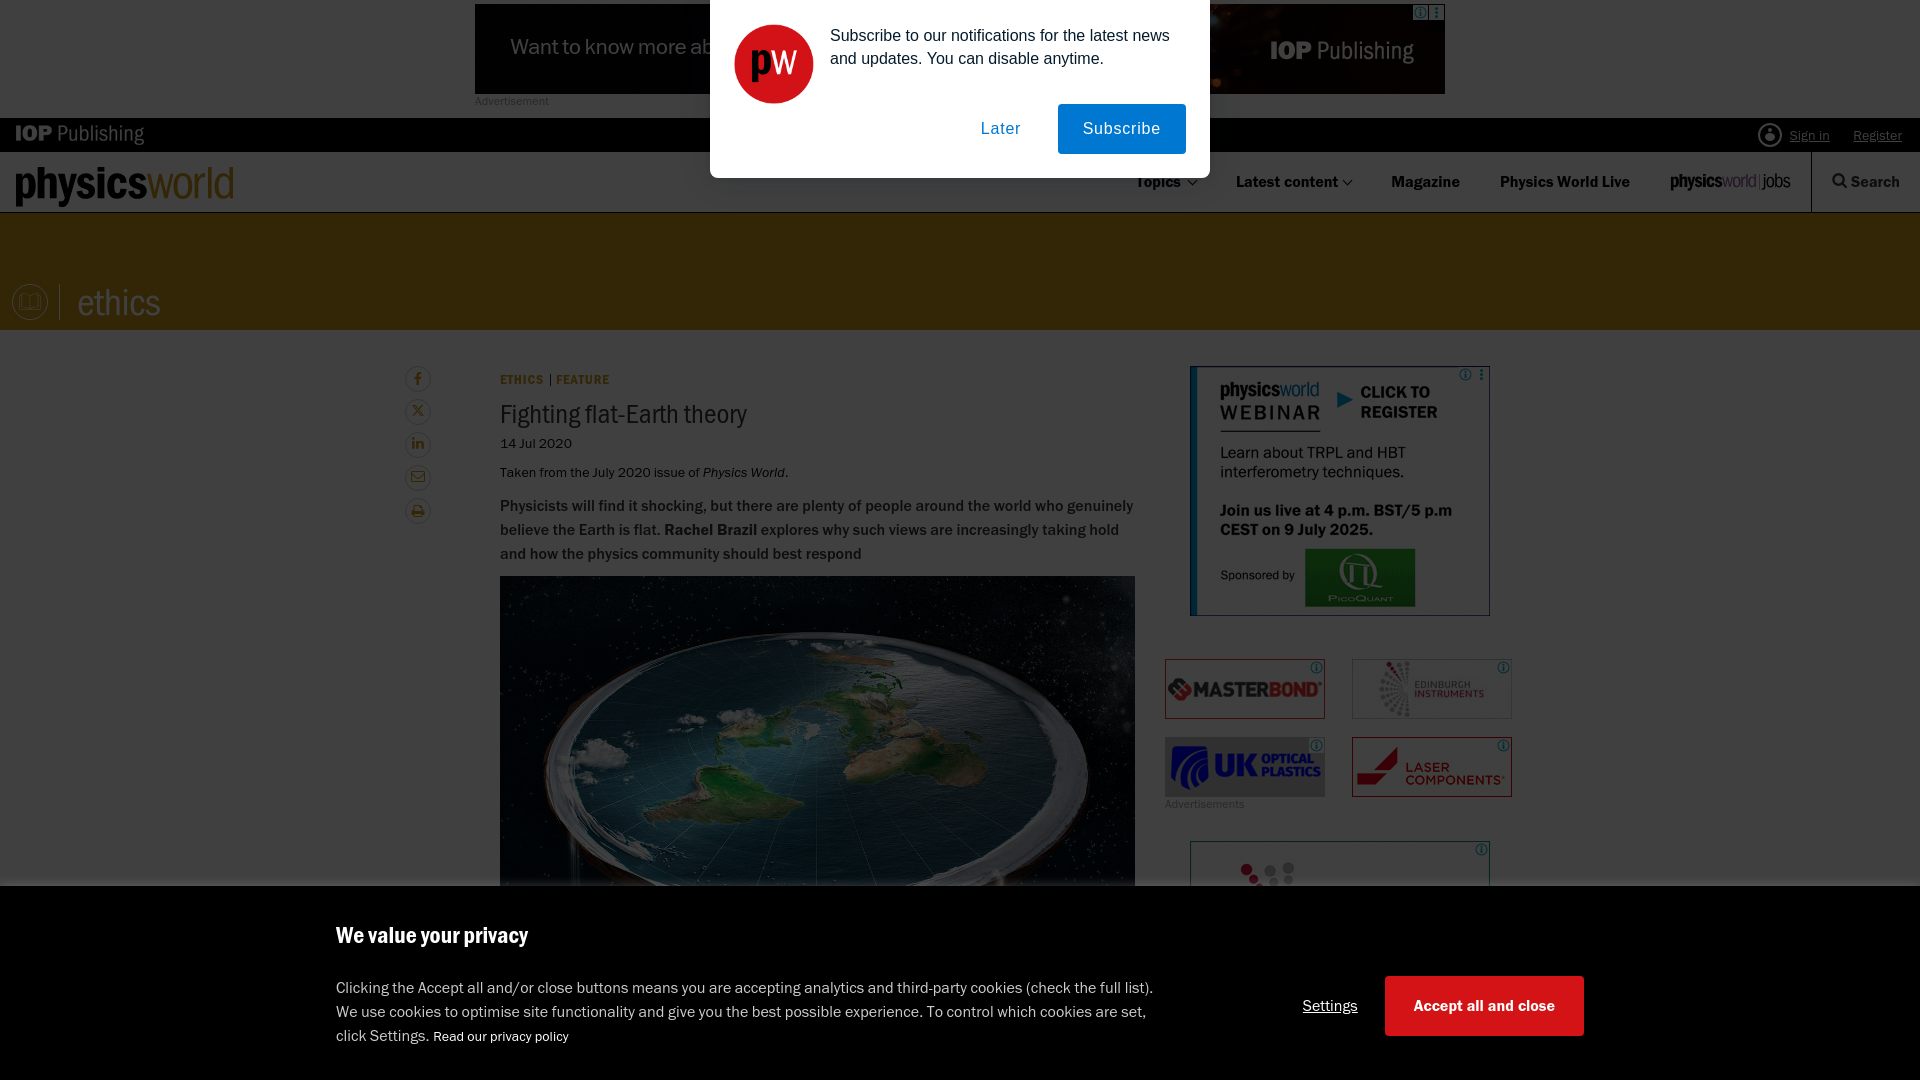 Want to know more ab
IOP Publishing
Advertisement
pw
Subscribe to our notifications for the latest news
and updates. You can disable anytime.
Later
Subscribe
IOP Publishing
Sign in
Register
physicsworld
Topics
Latest content
Magazine
Physics World Live
physicsworld|jobs
Search
ethics
ETHICS | FEATURE
Fighting flat-Earth theory
14 Jul 2020
Taken from the July 2020 issue of Physics World.
Physicists will find it shocking, but there are plenty of people around the world who genuinely
believe the Earth is flat. Rachel Brazil explores why such views are increasingly taking hold
and how the physics community should best respond
physicsworld
WEBINAR
CLICK TO
REGISTER
Learn about TRPL and HBT
interferometry techniques.
Join us live at 4 p.m. BST/5 p.m
CEST on 9 July 2025.
Sponsored by
PICOQUANT
MASTERBOND
EDINBURGH
INSTRUMENTS
UK OPTICAL
PLASTICS
LASER
COMPONENTS
Advertisements
We value your privacy
Clicking the Accept all and/or close buttons means you are accepting analytics and third-party cookies (check the full list).
We use cookies to optimise site functionality and give you the best possible experience. To control which cookies are set,
click Settings. Read our privacy policy
Settings
Accept all and close